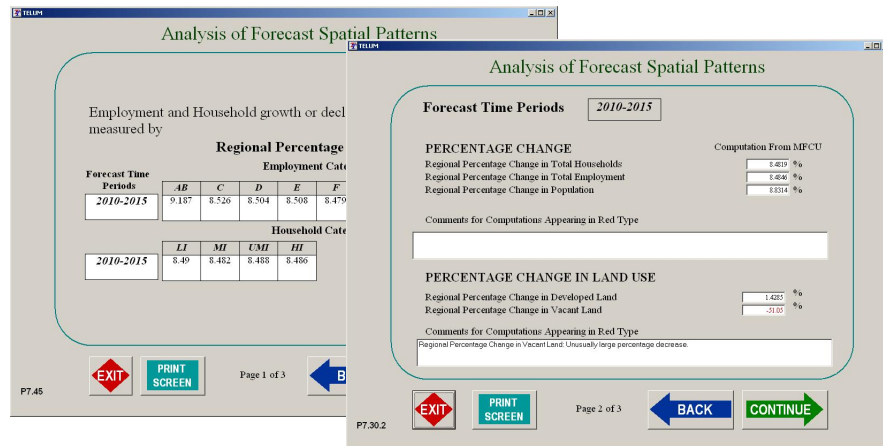 TELUM
Analysis of Forecast Spatial Patterns
Employment and Household growth or decl
measured by
Regional Percentage
Employment Cate
Forecast Time
Periods
AB C D E F
2010-2015 9.187 8.526 8.504 8.508 8.479
Household Cate
LI MI UMI HI
2010-2015 8.49 8.482 8.488 8.486
EXIT
PRINT
SCREEN
Page 1 of 3
B
P7.45
TELUM
Analysis of Forecast Spatial Patterns
Forecast Time Periods 2010-2015
PERCENTAGE CHANGE Computation From MFCU
Regional Percentage Change in Total Households 8.4819 %
Regional Percentage Change in Total Employment 8.4846 %
Regional Percentage Change in Population 8.8314 %
Comments for Computations Appearing in Red Type
PERCENTAGE CHANGE IN LAND USE
Regional Percentage Change in Developed Land 1.4285 %
Regional Percentage Change in Vacant Land -51.05 %
Comments for Computations Appearing in Red Type
Regional Percentage Change in Vacant Land: Unusually large percentage decrease.
EXIT
PRINT
SCREEN
Page 2 of 3
BACK
CONTINUE
P7.30.2